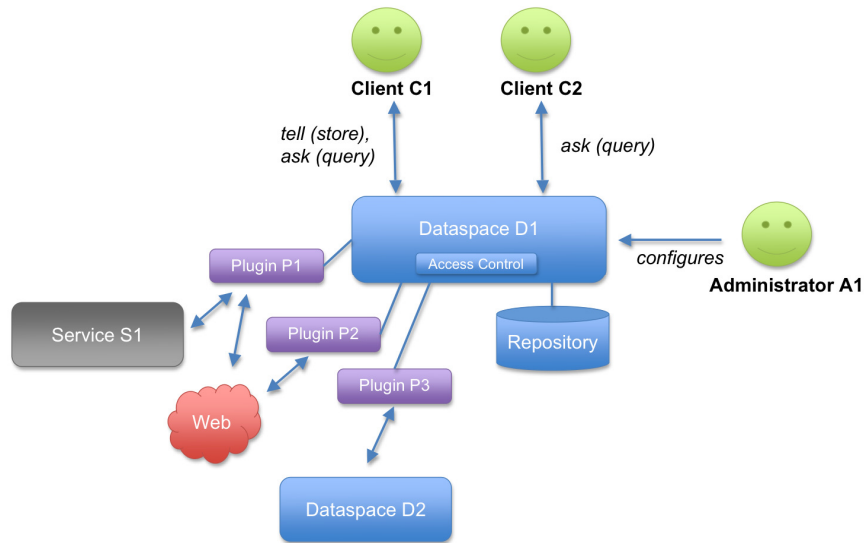 Client C1
Client C2
tell (store),
ask (query)
ask (query)
Dataspace D1
Access Control
configures
Administrator A1
Plugin P1
Service S1
Plugin P2
Repository
Plugin P3
Web
Dataspace D2